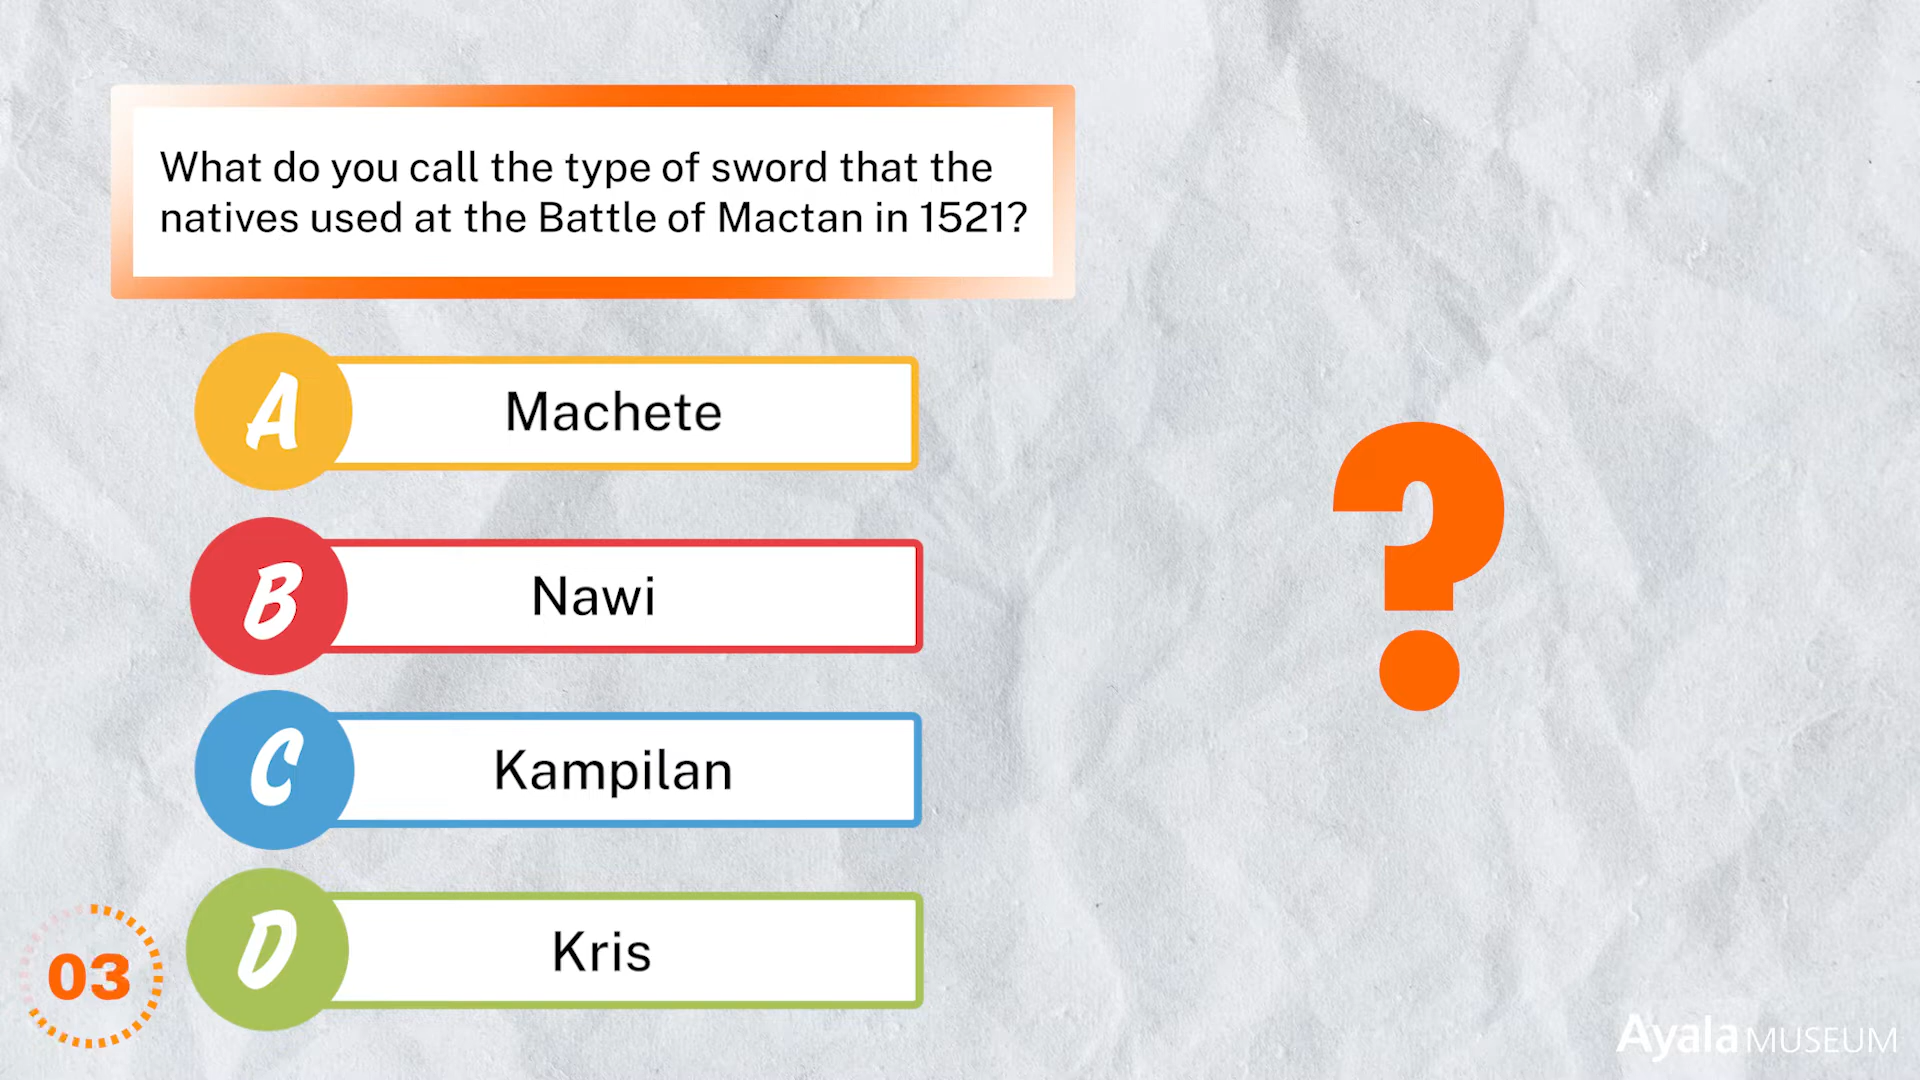 What do you call the type of sword that the
natives used at the Battle of Mactan in 1521?
A
Machete
B
Nawi
C
Kampilan
D
Kris
03
?
Ayala MUSEUM